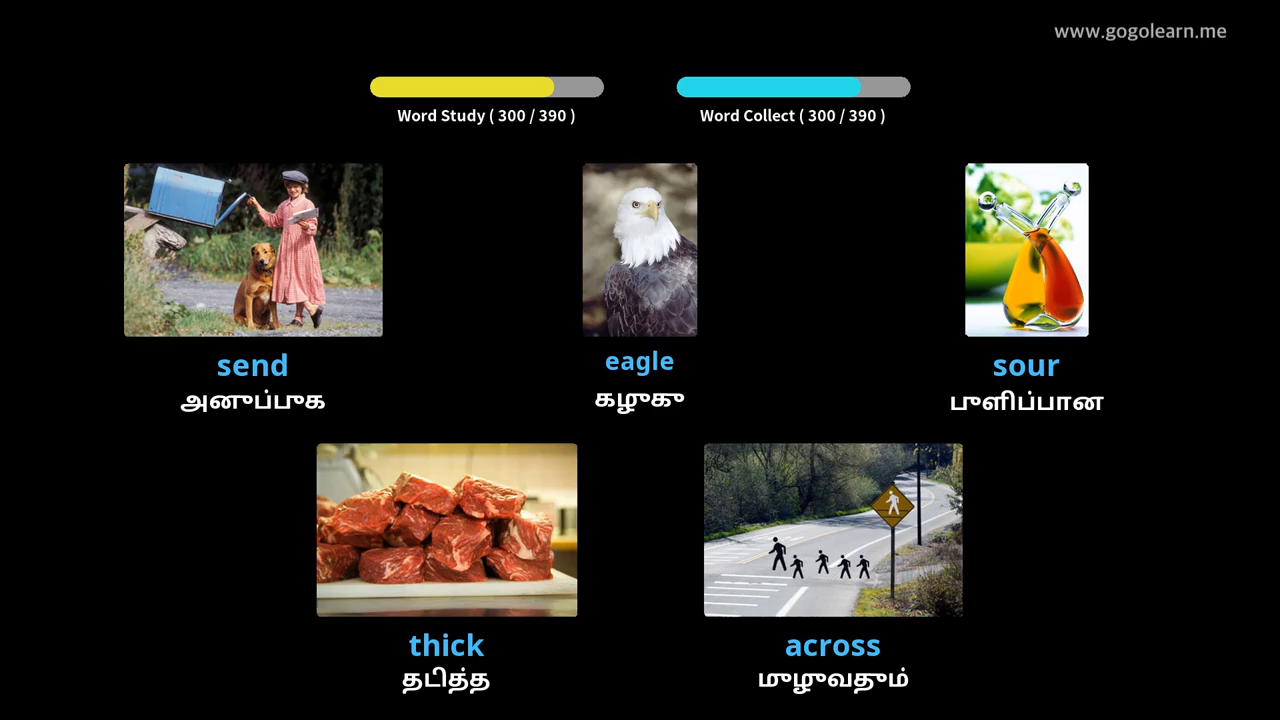 www.gogolearn.me
Word Study ( 300 / 390 )
Word Collect ( 300 / 390 )
send
அனுப்புக
eagle
கழுகு
sour
புளிப்பான
thick
தடித்த
across
முழுவதும்